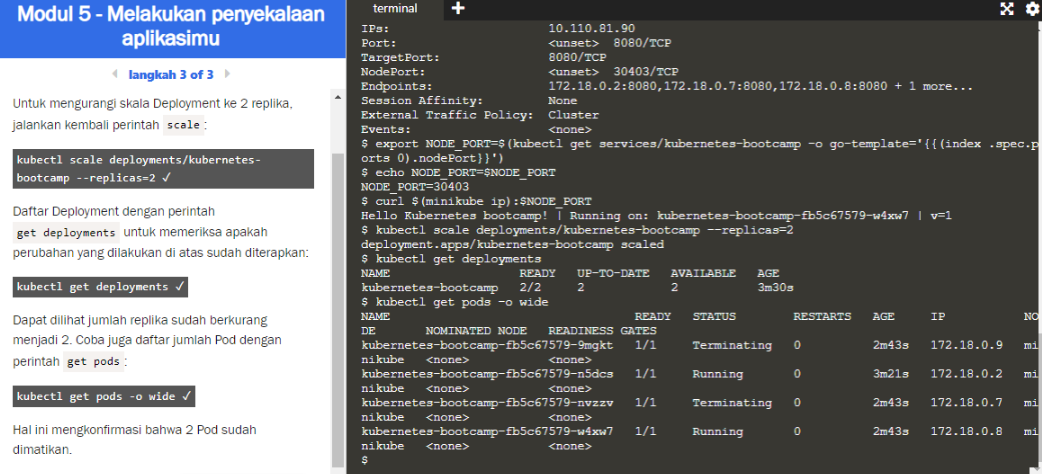 Modul 5 - Melakukan penyekalaan
aplikasimu
langkah 3 of 3
Untuk mengurangi skala Deployment ke 2 replika,
jalankan kembali perintah scale :
kubectl scale deployments/kubernetes-
bootcamp --replicas=2 ✓
Daftar Deployment dengan perintah
get deployments untuk memeriksa apakah
perubahan yang dilakukan di atas sudah diterapkan:
kubectl get deployments ✓
Dapat dilihat jumlah replika sudah berkurang
menjadi 2. Coba juga daftar jumlah Pod dengan
perintah get pods :
kubectl get pods -o wide ✓
Hal ini mengkonfirmasi bahwa 2 Pod sudah
dimatikan.
terminal +
IPs: 10.110.81.90
Port: <unset> 8080/TCP
TargetPort: 8080/TCP
NodePort: <unset> 30403/TCP
Endpoints: 172.18.0.2:8080,172.18.0.7:8080,172.18.0.8:8080 + 1 more...
Session Affinity: None
External Traffic Policy: Cluster
Events: <none>
$ export NODE_PORT=$(kubectl get services/kubernetes-bootcamp -o go-template='{{(index .spec.p
orts 0).nodePort}}')
$ echo NODE_PORT=$NODE_PORT
NODE_PORT=30403
$ curl $(minikube ip):$NODE_PORT
Hello Kubernetes bootcamp! | Running on: kubernetes-bootcamp-fb5c67579-w4xw7 | v=1
$ kubectl scale deployments/kubernetes-bootcamp --replicas=2
deployment.apps/kubernetes-bootcamp scaled
$ kubectl get deployments
NAME READY UP-TO-DATE AVAILABLE AGE
kubernetes-bootcamp 2/2 2 2 3m30s
$ kubectl get pods -o wide
NAME READY STATUS RESTARTS AGE IP NO
DE NOMINATED NODE READINESS GATES
kubernetes-bootcamp-fb5c67579-9mgkt 1/1 Terminating 0 2m43s 172.18.0.9 mi
nikube <none> <none>
kubernetes-bootcamp-fb5c67579-n5dcs 1/1 Running 0 3m21s 172.18.0.2 mi
nikube <none> <none>
kubernetes-bootcamp-fb5c67579-nvzzv 1/1 Terminating 0 2m43s 172.18.0.7 mi
nikube <none> <none>
kubernetes-bootcamp-fb5c67579-w4xw7 1/1 Running 0 2m43s 172.18.0.8 mi
nikube <none> <none>
$